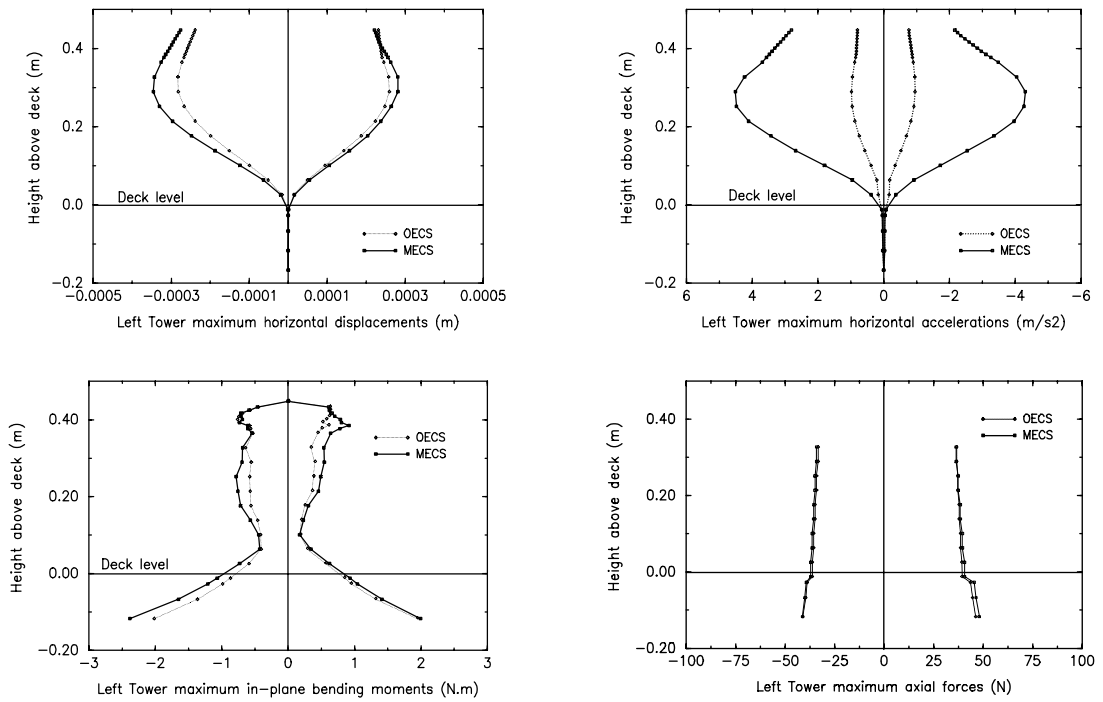 0.4
0.2
0.0
−0.2
Height above deck (m)
Deck level
OECS
MECS
−0.0005 −0.0003 −0.0001 0.0001 0.0003 0.0005
Left Tower maximum horizontal displacements (m)
0.4
0.2
0.0
−0.2
Height above deck (m)
Deck level
OECS
MECS
6 4 2 0 −2 −4 −6
Left Tower maximum horizontal accelerations (m/s2)
0.40
0.20
0.00
−0.20
Height above deck (m)
Deck level
OECS
MECS
−3 −2 −1 0 1 2 3
Left Tower maximum in−plane bending moments (N.m)
0.40
0.20
0.00
−0.20
Height above deck (m)
OECS
MECS
−100 −75 −50 −25 0 25 50 75 100
Left Tower maximum axial forces (N)